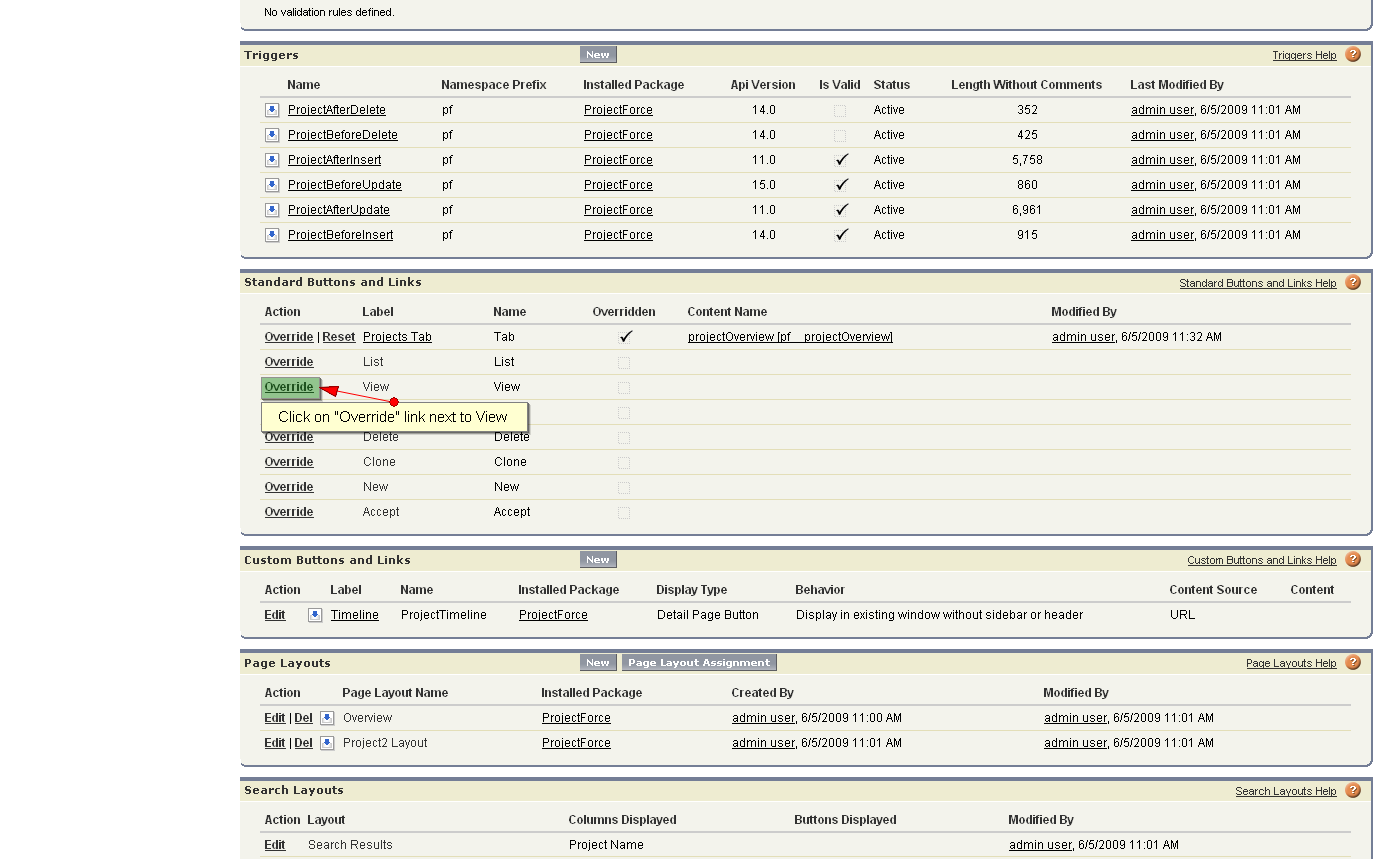 No validation rules defined.
Triggers New Triggers Help ?
Name Namespace Prefix Installed Package Api Version Is Valid Status Length Without Comments Last Modified By
ProjectAfterDelete pf ProjectForce 14.0 Active 352 admin user, 6/5/2009 11:01 AM
ProjectBeforeDelete pf ProjectForce 14.0 Active 425 admin user, 6/5/2009 11:01 AM
ProjectAfterInsert pf ProjectForce 11.0 Active 5,758 admin user, 6/5/2009 11:01 AM
ProjectBeforeUpdate pf ProjectForce 15.0 Active 860 admin user, 6/5/2009 11:01 AM
ProjectAfterUpdate pf ProjectForce 11.0 Active 6,961 admin user, 6/5/2009 11:01 AM
ProjectBeforeInsert pf ProjectForce 14.0 Active 915 admin user, 6/5/2009 11:01 AM
Standard Buttons and Links Standard Buttons and Links Help ?
Action Label Name Overridden Content Name Modified By
Override | Reset Projects Tab Tab projectOverview [pf__projectOverview] admin user, 6/5/2009 11:32 AM
Override List List
Override View View
Click on "Override" link next to View
Override Delete Delete
Override Clone Clone
Override New New
Override Accept Accept
Custom Buttons and Links New Custom Buttons and Links Help ?
Action Label Name Installed Package Display Type Behavior Content Source Content
Edit Timeline ProjectTimeline ProjectForce Detail Page Button Display in existing window without sidebar or header URL
Page Layouts New Page Layout Assignment Page Layouts Help ?
Action Page Layout Name Installed Package Created By Modified By
Edit | Del Overview ProjectForce admin user, 6/5/2009 11:00 AM admin user, 6/5/2009 11:01 AM
Edit | Del Project2 Layout ProjectForce admin user, 6/5/2009 11:01 AM admin user, 6/5/2009 11:01 AM
Search Layouts Search Layouts Help ?
Action Layout Columns Displayed Buttons Displayed Modified By
Edit Search Results Project Name admin user, 6/5/2009 11:01 AM